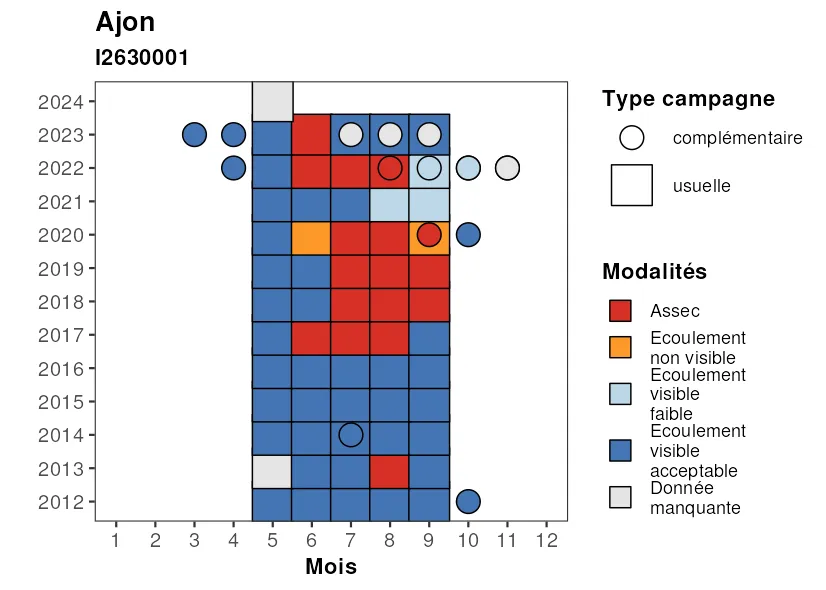 Ajon
I2630001
2024
2023
2022
2021
2020
2019
2018
2017
2016
2015
2014
2013
2012
1 2 3 4 5 6 7 8 9 10 11 12
Mois
Type campagne
complémentaire
usuelle
Modalités
Assec
Ecoulement
non visible
Ecoulement
visible
faible
Ecoulement
visible
acceptable
Donnée
manquante